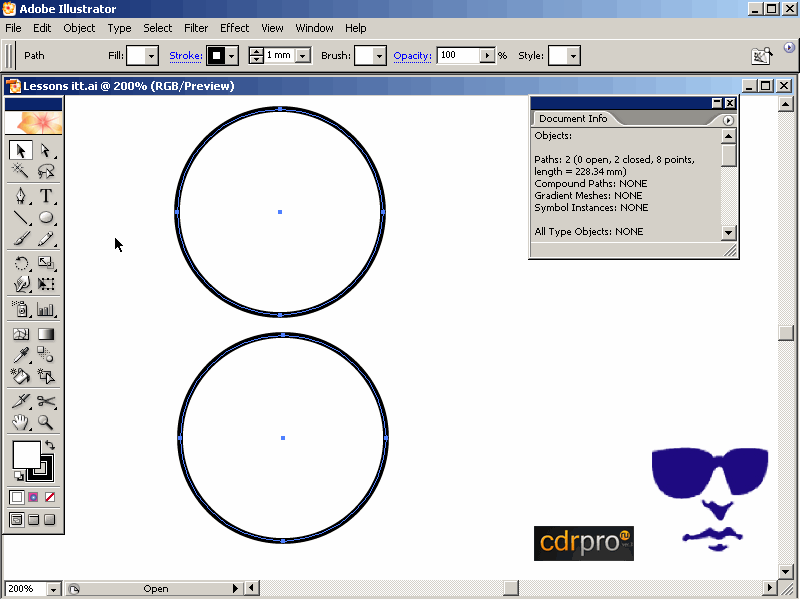 Adobe Illustrator
File Edit Object Type Select Filter Effect View Window Help
Path Fill: Stroke: 1 mm Brush: Opacity: 100 % Style:
Lessons itt.ai @ 200% (RGB/Preview)
Document Info
Objects:
Paths: 2 (0 open, 2 closed, 8 points,
length = 228.34 mm)
Compound Paths: NONE
Gradient Meshes: NONE
Symbol Instances: NONE
All Type Objects: NONE
T
cdrpro ru
200% Open